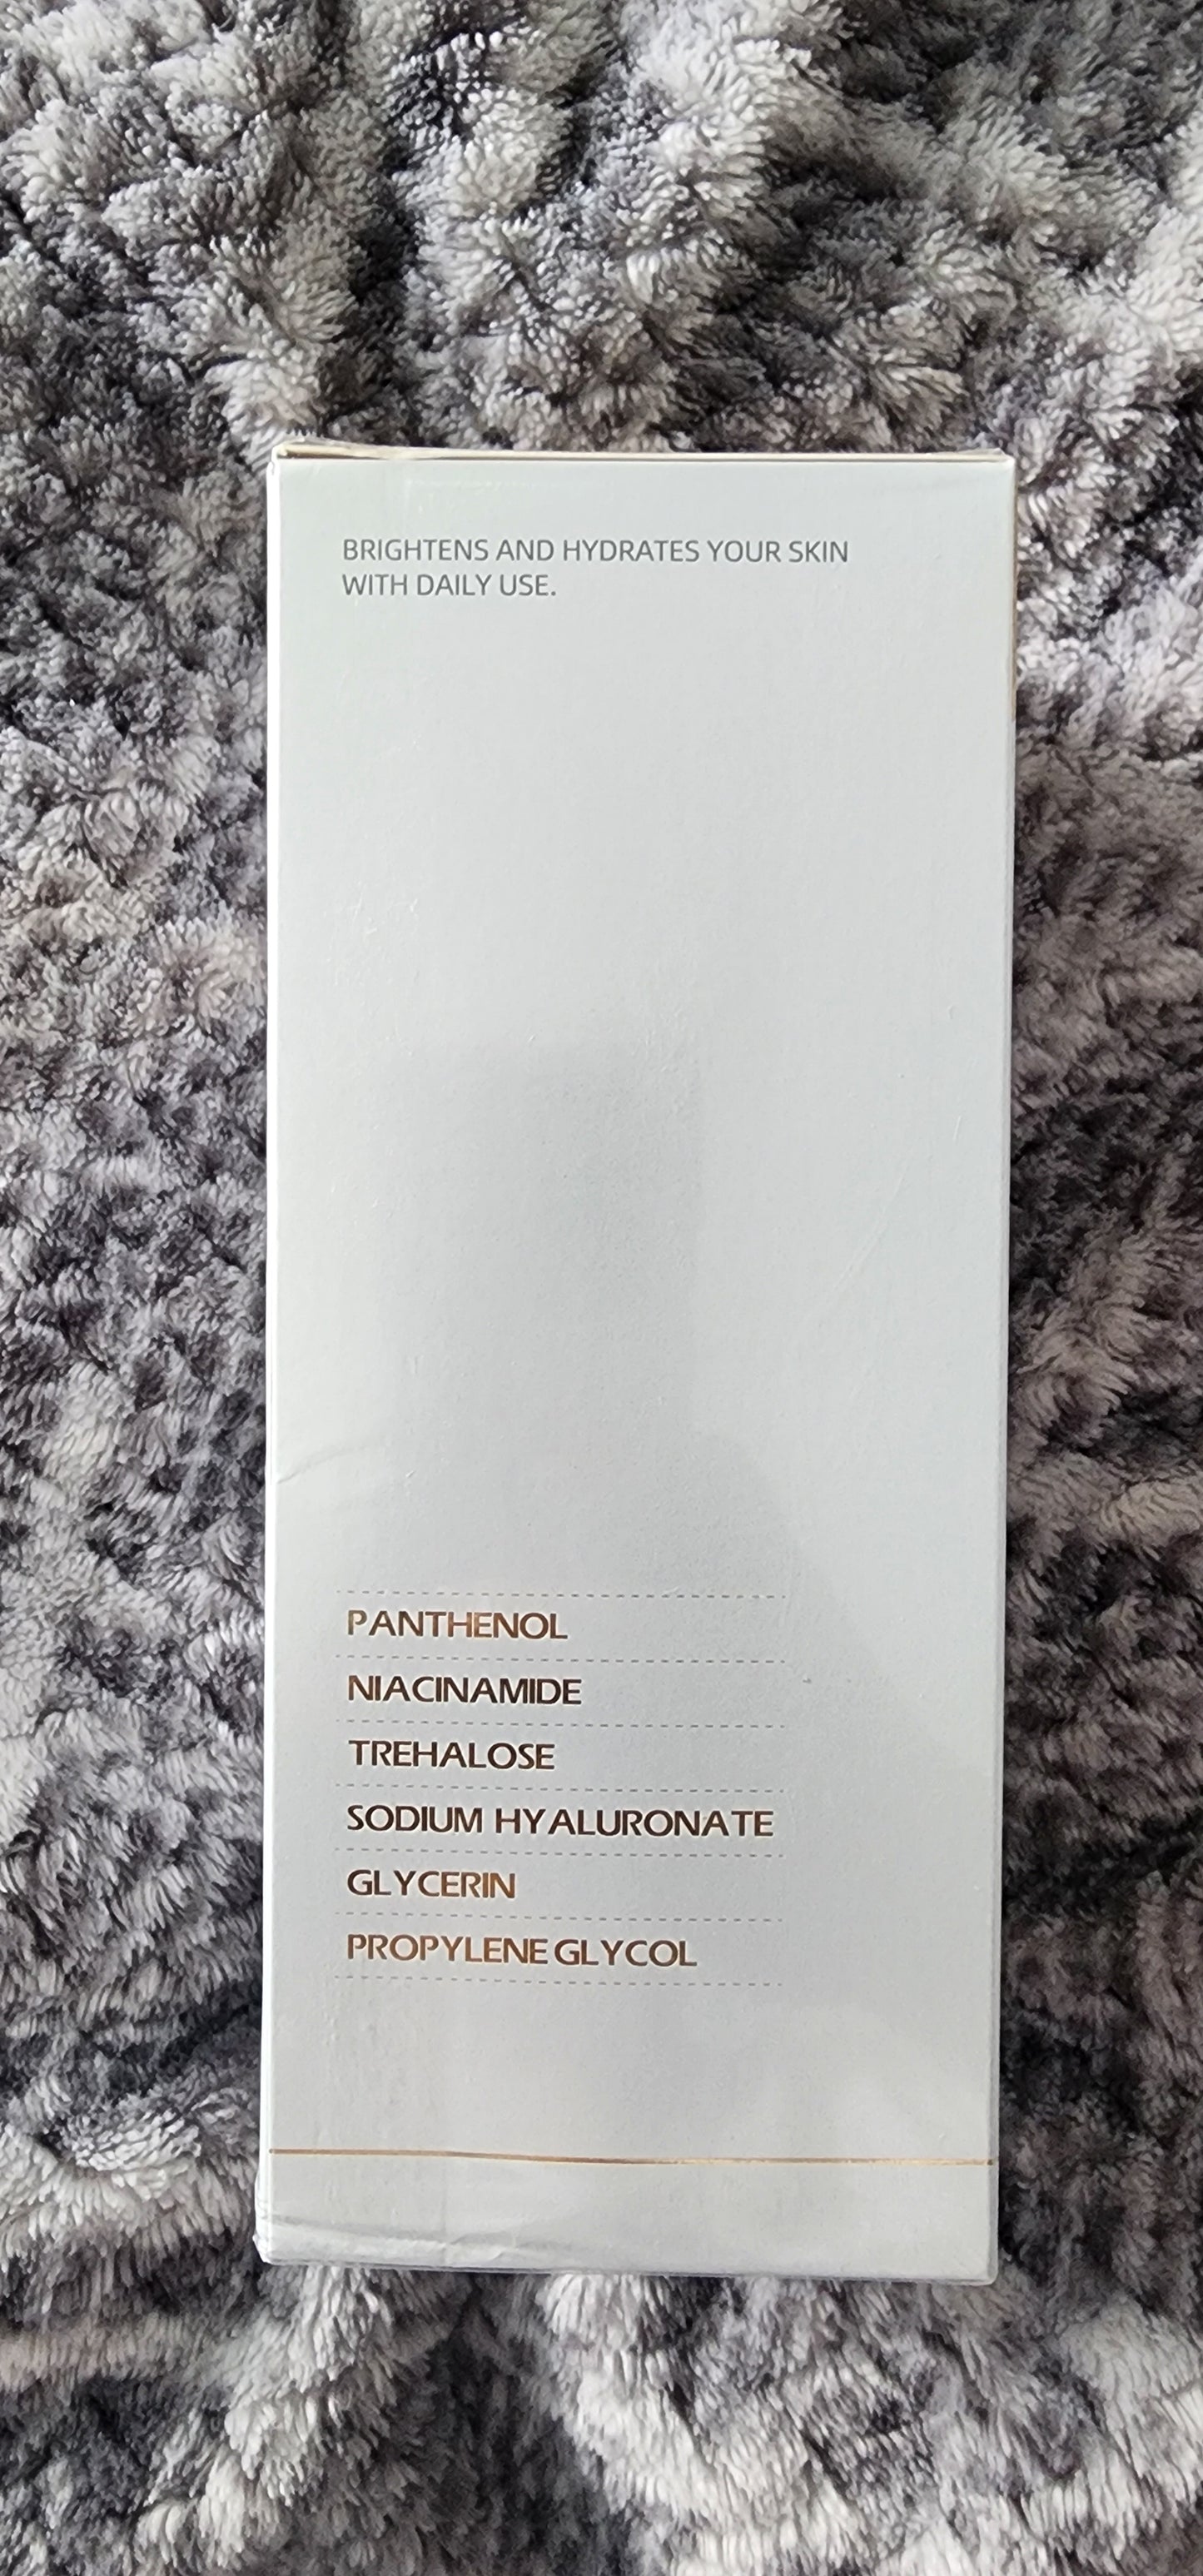 BRIGHTENS AND HYDRATES YOUR SKIN
WITH DAILY USE.
PANTHENOL
NIACINAMIDE
TREHALOSE
SODIUM HYALURONATE
GLYCERIN
PROPYLENE GLYCOL